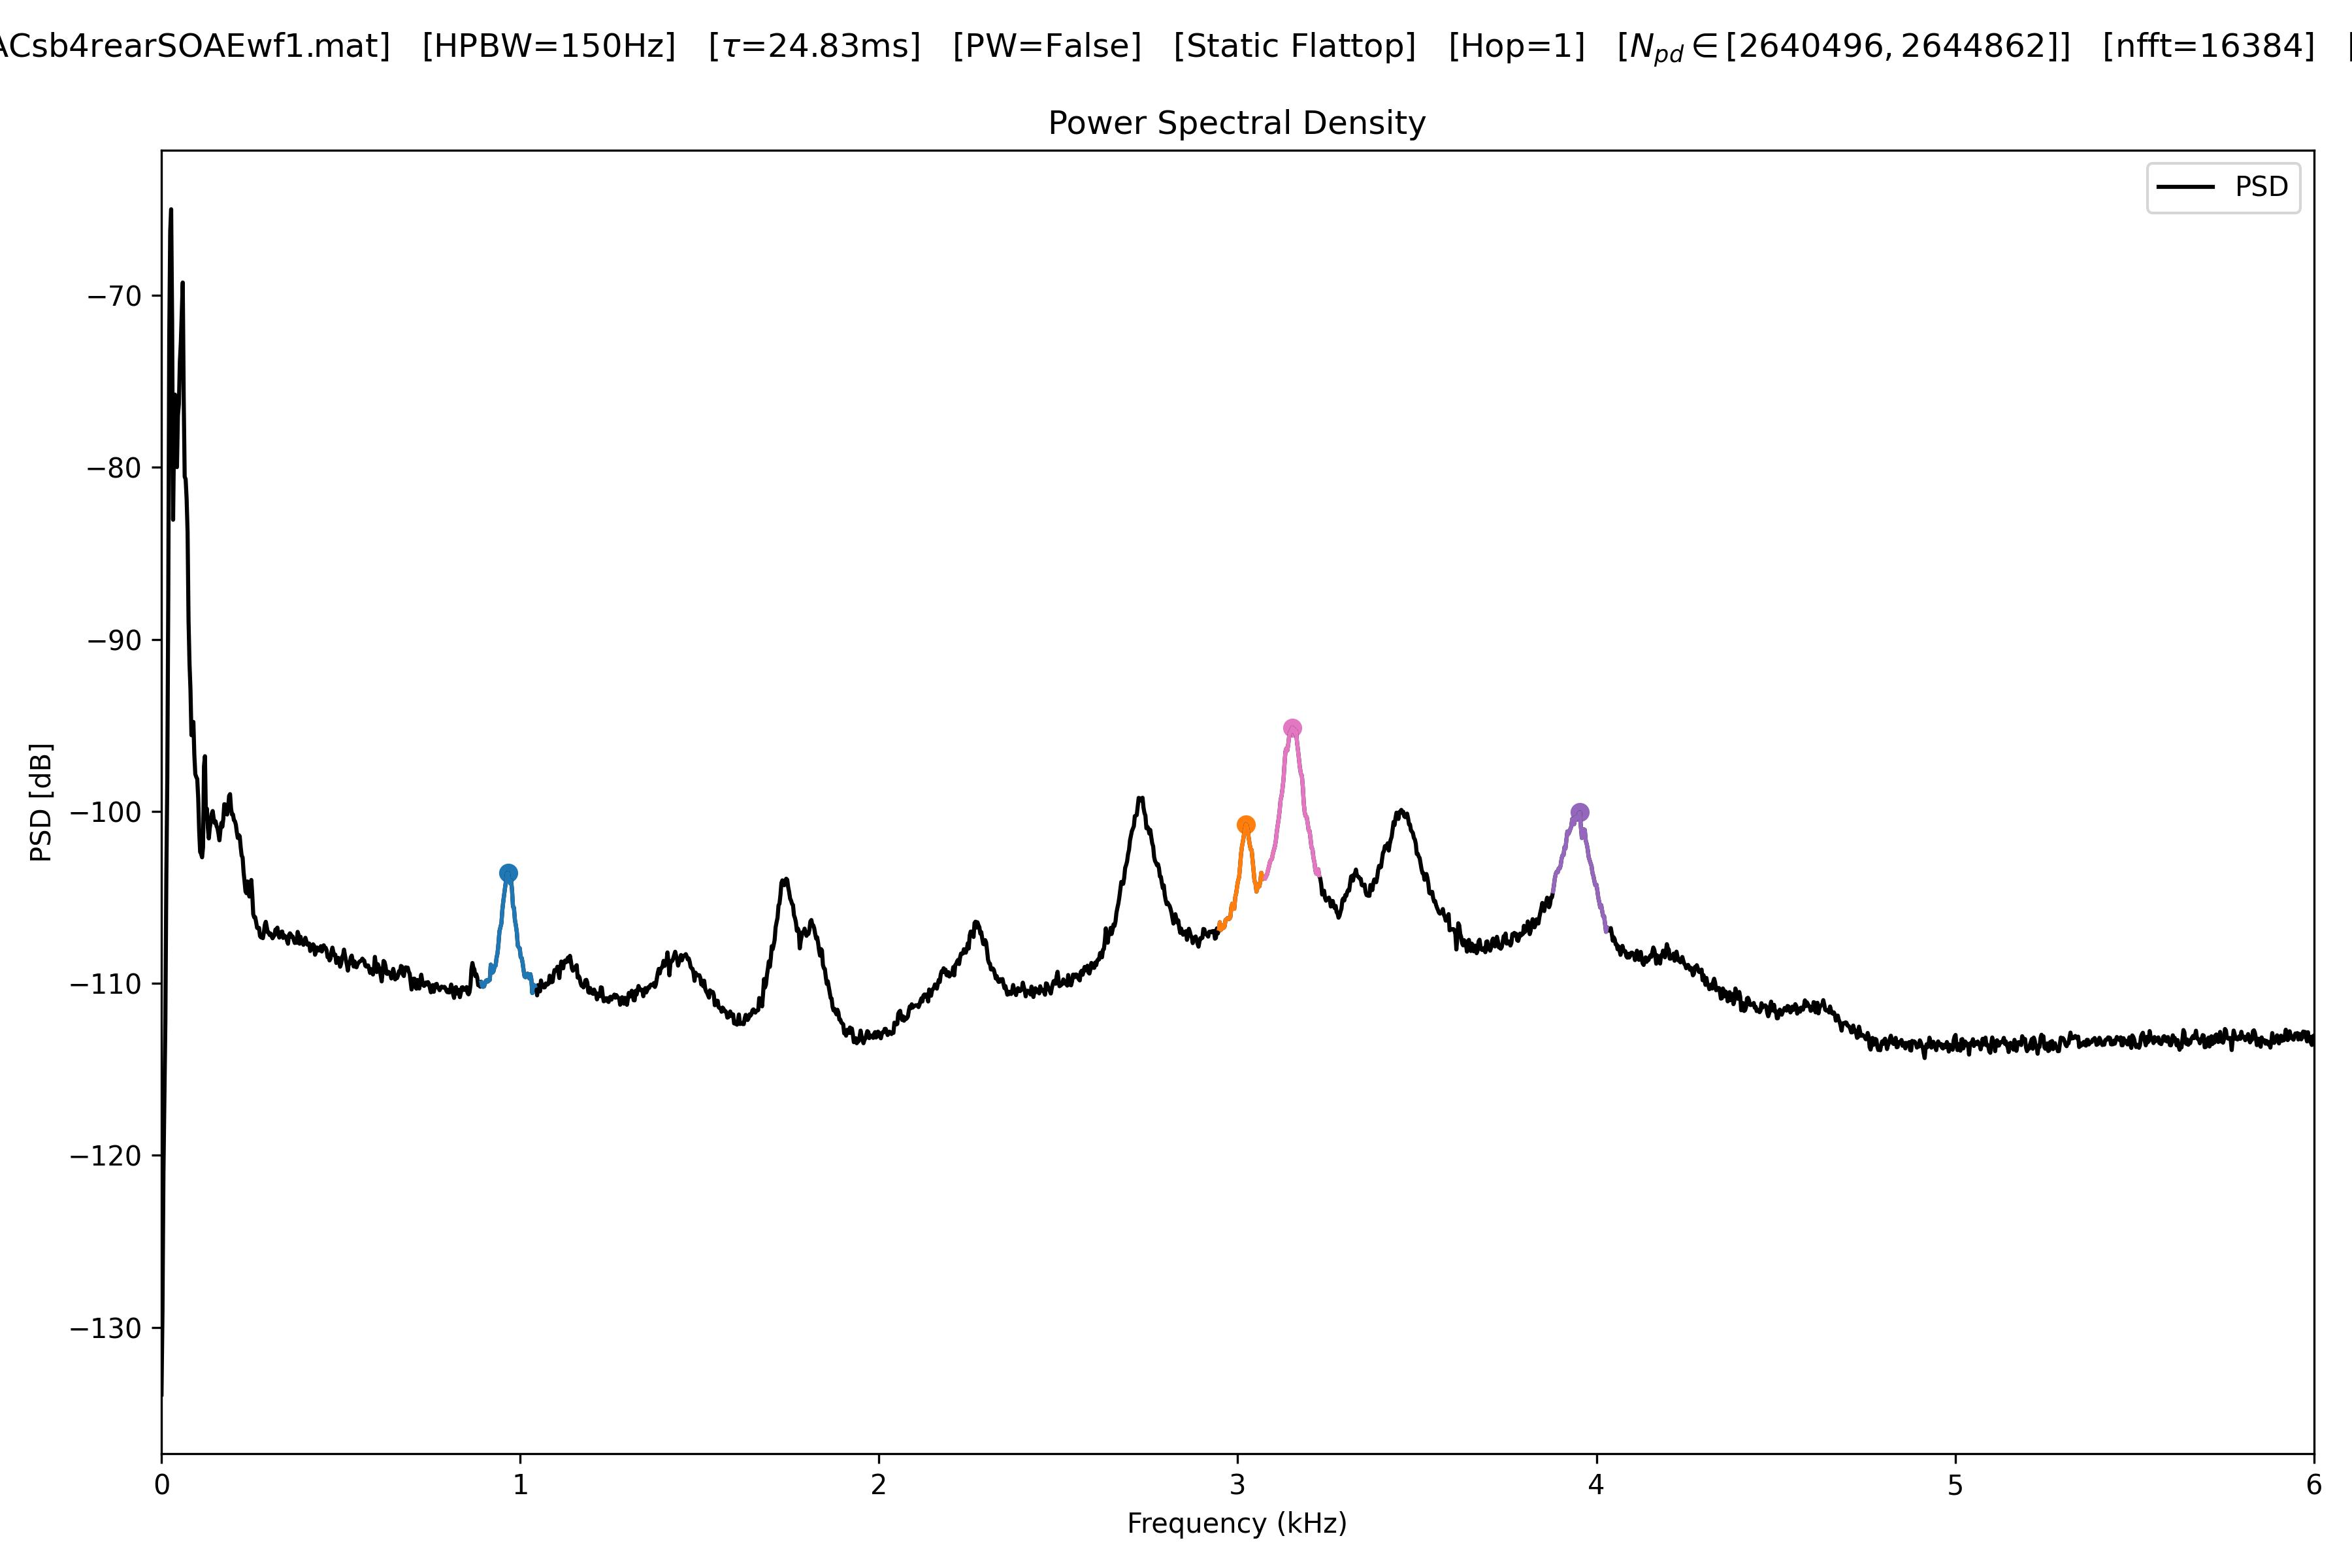 ACsb4rearSOAEwf1.mat] [HPBW=150Hz] [τ=24.83ms] [PW=False] [Static Flattop] [Hop=1] [N_pd ∈ [2640496, 2644862]] [nfft=16384] [
Power Spectral Density
PSD
−70
−80
−90
−100
−110
−120
−130
PSD [dB]
0 1 2 3 4 5 6
Frequency (kHz)